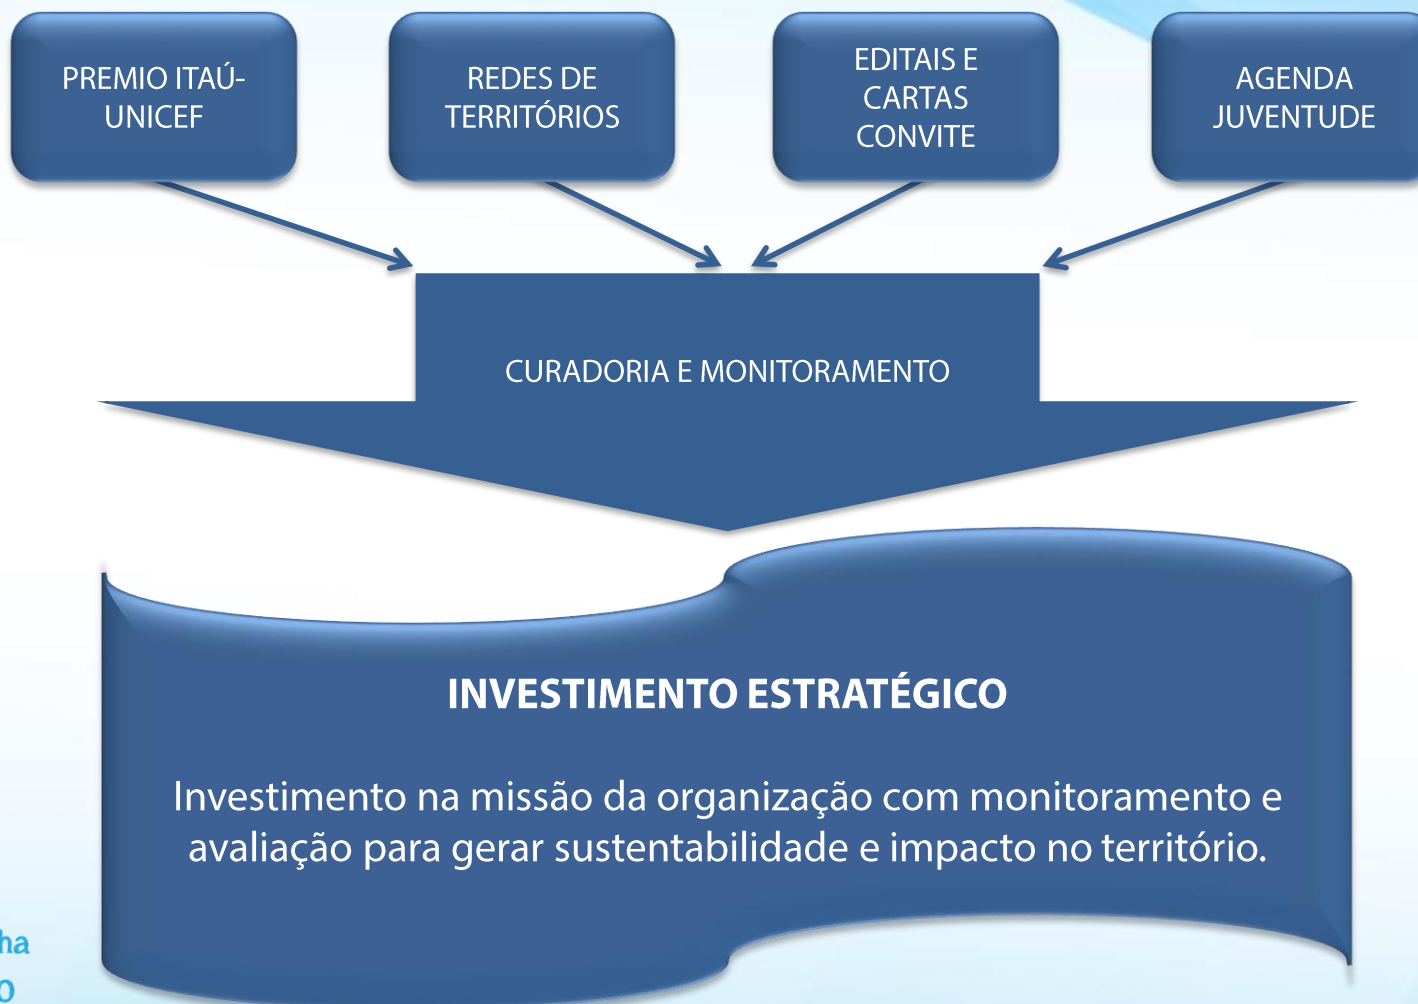 PREMIO ITAÚ-
UNICEF
REDES DE
TERRITÓRIOS
EDITAIS E
CARTAS
CONVITE
AGENDA
JUVENTUDE
CURADORIA E MONITORAMENTO
INVESTIMENTO ESTRATÉGICO
Investimento na missão da organização com monitoramento e
avaliação para gerar sustentabilidade e impacto no território.